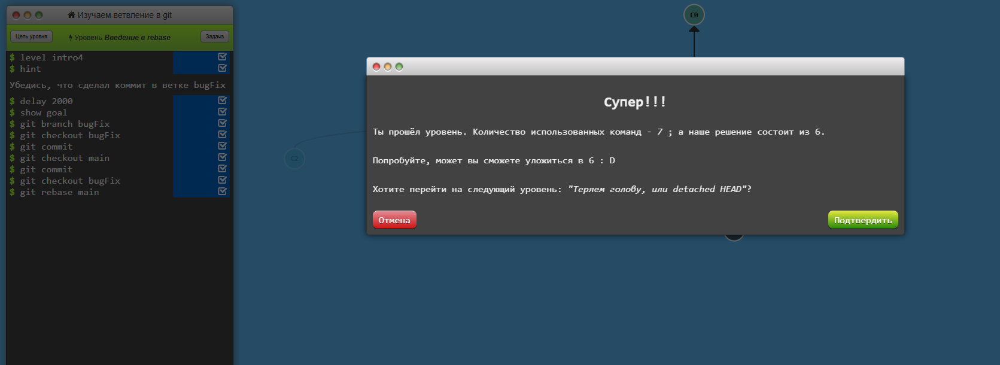 Изучаем ветвление в git
Цель уровня
Уровень Введение в rebase
Задача
$ level intro4
$ hint
Убедись, что сделал коммит в ветке bugFix
$ delay 2000
$ show goal
$ git branch bugFix
$ git checkout bugFix
$ git commit
$ git checkout main
$ git commit
$ git checkout bugFix
$ git rebase main
C0
C2
Супер!!!
Ты прошёл уровень. Количество использованных команд - 7 ; а наше решение состоит из 6.
Попробуйте, может вы сможете уложиться в 6 : D
Хотите перейти на следующий уровень: "Теряем голову, или detached HEAD"?
Отмена
Подтвердить